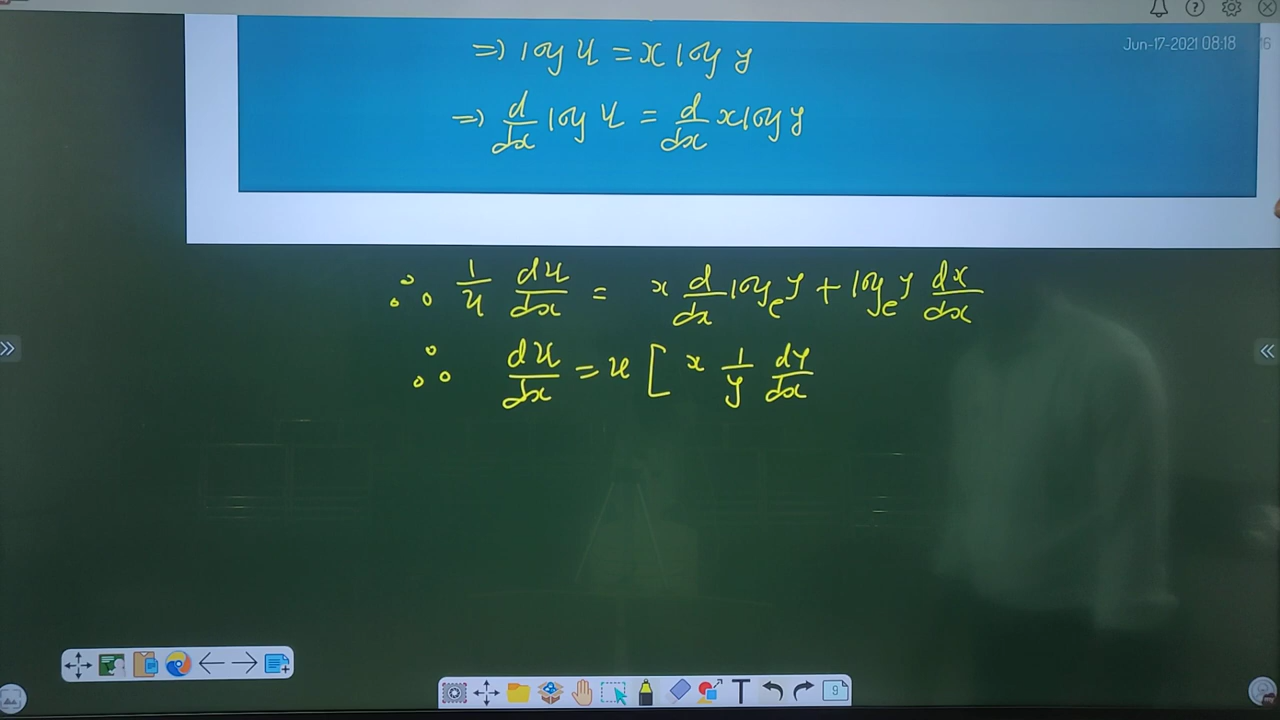 Jun-17-2021 08:18
⇒ log u = x log y
⇒ d/dx log u = d/dx x log y
∴ 1/u du/dx = x d/dx logₑ y + logₑ y dx/dx
∴ du/dx = u [ x 1/y dy/dx
T 9